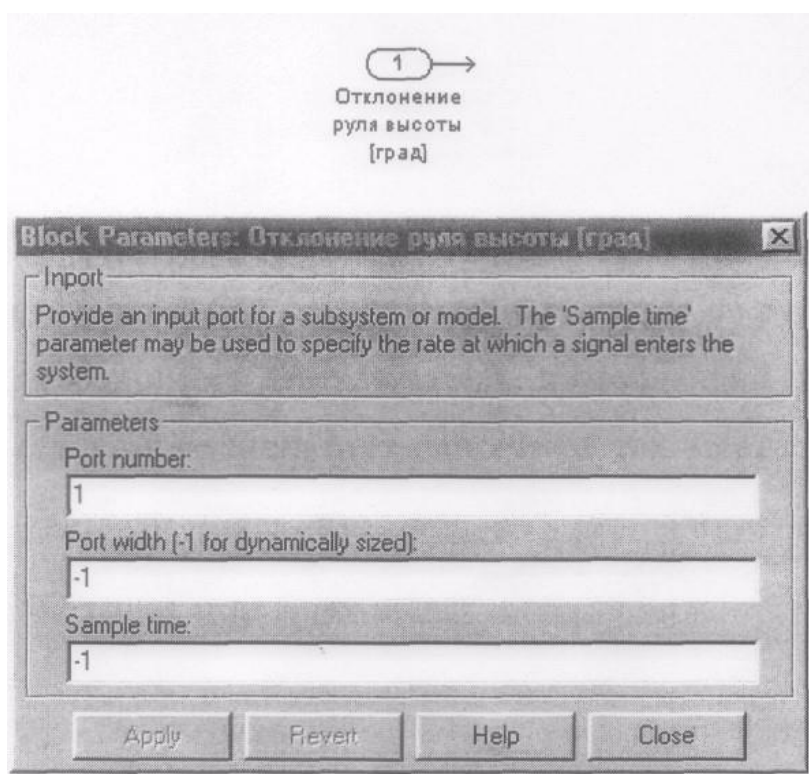 1
Отклонение
руля высоты
[град]
Block Parameters: Отклонение руля высоты [град]
Inport
Provide an input port for a subsystem or model. The 'Sample time'
parameter may be used to specify the rate at which a signal enters the
system.
Parameters
Port number:
1
Port width (-1 for dynamically sized):
-1
Sample time:
-1
Apply
Revert
Help
Close